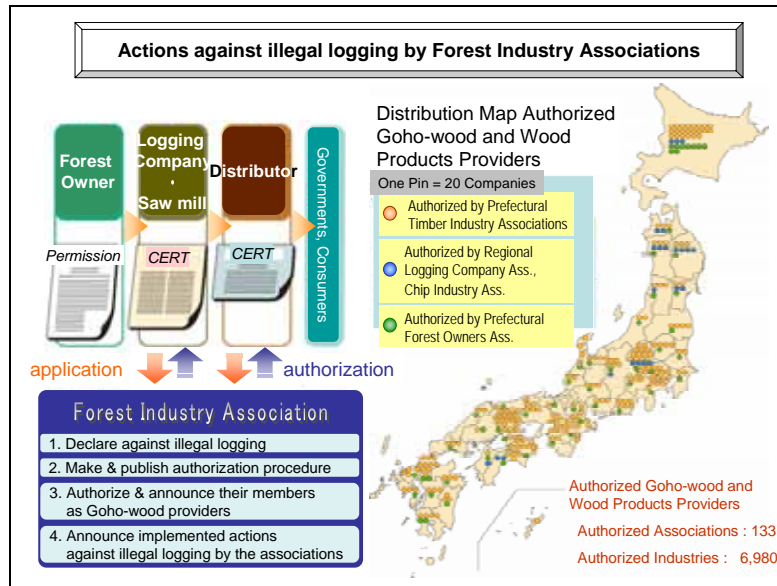 Actions against illegal logging by Forest Industry Associations
Forest
Owner
Logging
Company
・
Saw mill
Distributor
Governments, Consumers
Permission
CERT
CERT
application
authorization
Forest Industry Association
1. Declare against illegal logging
2. Make & publish authorization procedure
3. Authorize & announce their members
as Goho-wood providers
4. Announce implemented actions
against illegal logging by the associations
Distribution Map Authorized
Goho-wood and Wood
Products Providers
One Pin = 20 Companies
Authorized by Prefectural
Timber Industry Associations
Authorized by Regional
Logging Company Ass.,
Chip Industry Ass.
Authorized by Prefectural
Forest Owners Ass.
Authorized Goho-wood and
Wood Products Providers
Authorized Associations : 133
Authorized Industries : 6,980